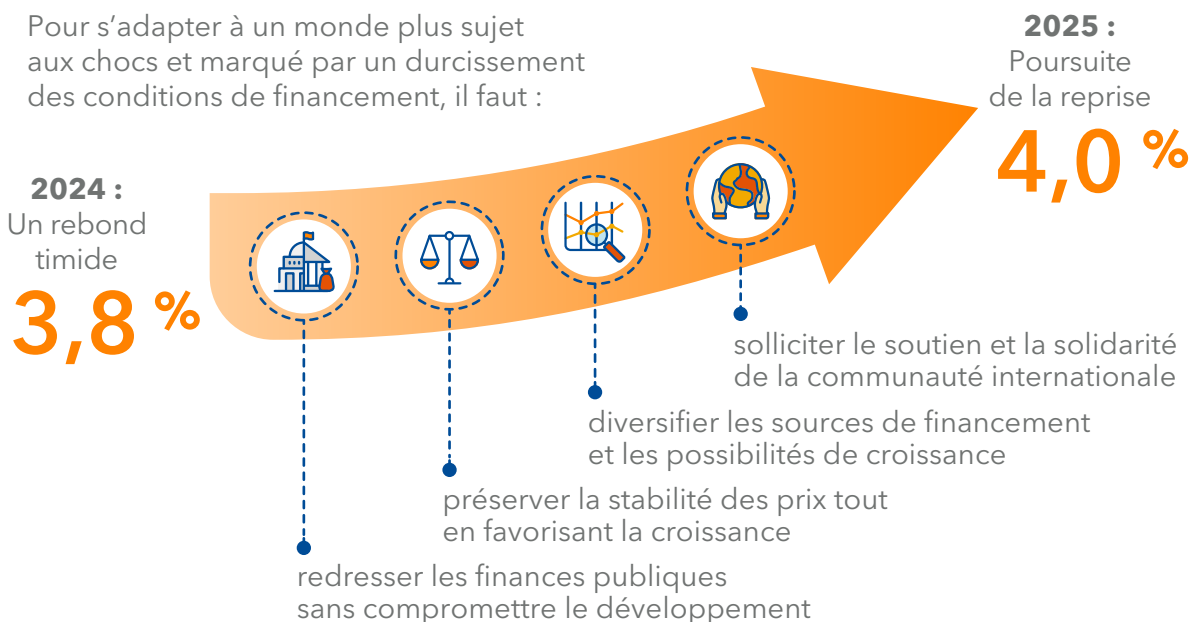 Pour s’adapter à un monde plus sujet
aux chocs et marqué par un durcissement
des conditions de financement, il faut :
2024 :
Un rebond
timide
3,8 %
2025 :
Poursuite
de la reprise
4,0 %
solliciter le soutien et la solidarité
de la communauté internationale
diversifier les sources de financement
et les possibilités de croissance
préserver la stabilité des prix tout
en favorisant la croissance
redresser les finances publiques
sans compromettre le développement